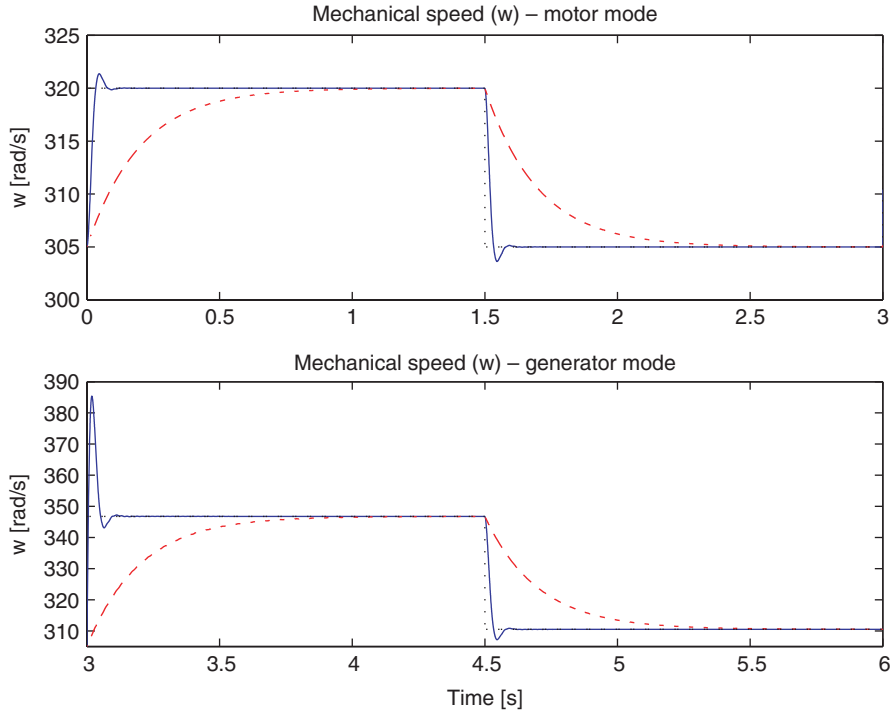 Mechanical speed (w) – motor mode
325
320
315
310
305
300
w [rad/s]
0 0.5 1 1.5 2 2.5 3
Mechanical speed (w) – generator mode
390
380
370
360
350
340
330
320
310
w [rad/s]
3 3.5 4 4.5 5 5.5 6
Time [s]